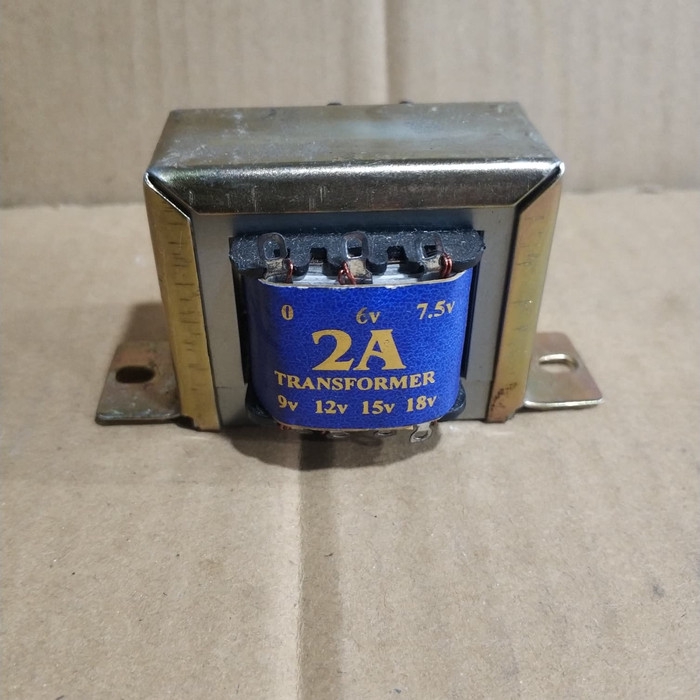 0 6v 7.5v
2A
TRANSFORMER
9v 12v 15v 18v